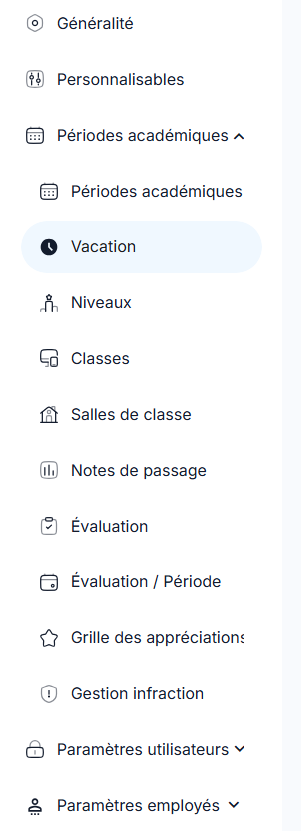 Généralité
Personnalisables
Périodes académiques
Périodes académiques
Vacation
Niveaux
Classes
Salles de classe
Notes de passage
Évaluation
Évaluation / Période
Grille des appréciations
Gestion infraction
Paramètres utilisateurs
Paramètres employés